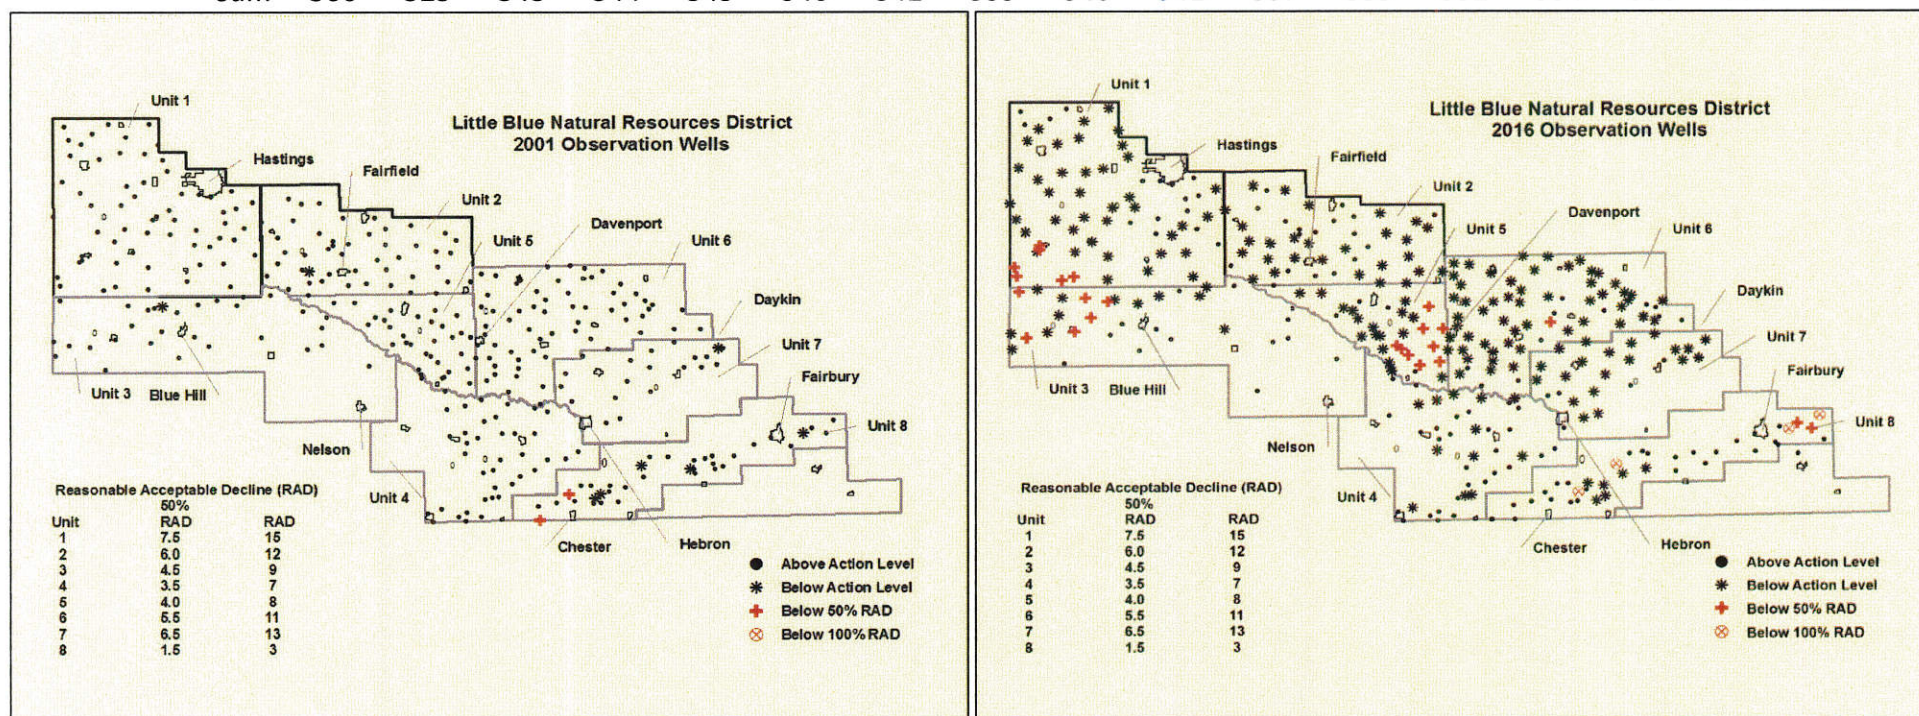 Little Blue Natural Resources District
2001 Observation Wells
Unit 1
Hastings
Fairfield
Unit 2
Davenport
Unit 5
Unit 6
Daykin
Unit 7
Fairbury
Unit 3
Blue Hill
Unit 8
Nelson
Unit 4
Chester
Hebron
Reasonable Acceptable Decline (RAD)
50%
Unit RAD RAD
1 7.5 15
2 6.0 12
3 4.5 9
4 3.5 7
5 4.0 8
6 5.5 11
7 6.5 13
8 1.5 3
Above Action Level
Below Action Level
Below 50% RAD
Below 100% RAD
Little Blue Natural Resources District
2016 Observation Wells
Unit 1
Hastings
Fairfield
Unit 2
Davenport
Unit 5
Unit 6
Daykin
Unit 7
Fairbury
Unit 3
Blue Hill
Unit 8
Nelson
Unit 4
Chester
Hebron
Reasonable Acceptable Decline (RAD)
50%
Unit RAD RAD
1 7.5 15
2 6.0 12
3 4.5 9
4 3.5 7
5 4.0 8
6 5.5 11
7 6.5 13
8 1.5 3
Above Action Level
Below Action Level
Below 50% RAD
Below 100% RAD